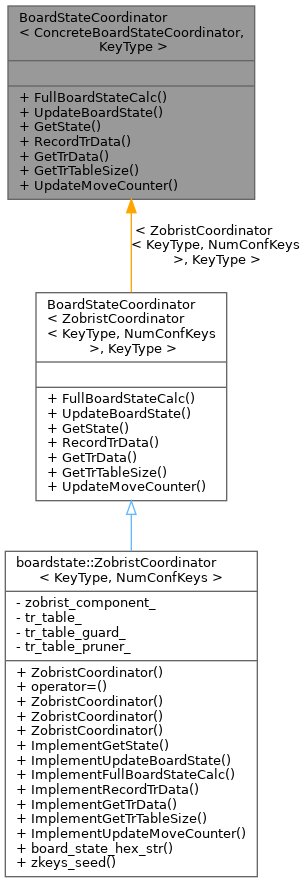 BoardStateCoordinator
< ConcreteBoardStateCoordinator,
KeyType >
+ FullBoardStateCalc()
+ UpdateBoardState()
+ GetState()
+ RecordTrData()
+ GetTrData()
+ GetTrTableSize()
+ UpdateMoveCounter()
< ZobristCoordinator
< KeyType, NumConfKeys
>, KeyType >
BoardStateCoordinator
< ZobristCoordinator
< KeyType, NumConfKeys
>, KeyType >
+ FullBoardStateCalc()
+ UpdateBoardState()
+ GetState()
+ RecordTrData()
+ GetTrData()
+ GetTrTableSize()
+ UpdateMoveCounter()
boardstate::ZobristCoordinator
< KeyType, NumConfKeys >
- zobrist_component_
- tr_table_
- tr_table_guard_
- tr_table_pruner_
+ ZobristCoordinator()
+ operator=()
+ ZobristCoordinator()
+ ZobristCoordinator()
+ ZobristCoordinator()
+ ImplementGetState()
+ ImplementUpdateBoardState()
+ ImplementFullBoardStateCalc()
+ ImplementRecordTrData()
+ ImplementGetTrData()
+ ImplementGetTrTableSize()
+ ImplementUpdateMoveCounter()
+ board_state_hex_str()
+ zkeys_seed()